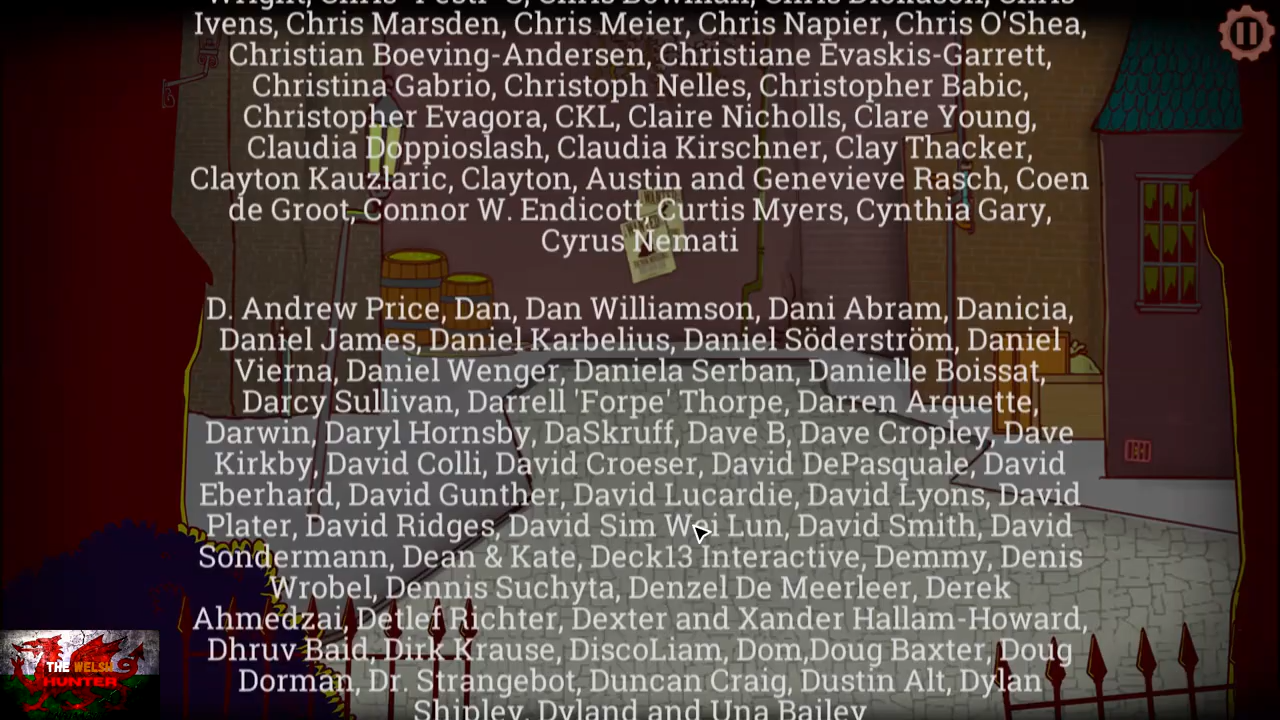 Ivens, Chris Marsden, Chris Meier, Chris Napier, Chris O'Shea,
Christian Boeving-Andersen, Christiane Evaskis-Garrett,
Christina Gabrio, Christoph Nelles, Christopher Babic,
Christopher Evagora, CKL, Claire Nicholls, Clare Young,
Claudia Doppioslash, Claudia Kirschner, Clay Thacker,
Clayton Kauzlaric, Clayton, Austin and Genevieve Rasch, Coen
de Groot, Connor W. Endicott, Curtis Myers, Cynthia Gary,
Cyrus Nemati
D. Andrew Price, Dan, Dan Williamson, Dani Abram, Danicia,
Daniel James, Daniel Karbelius, Daniel Söderström, Daniel
Vierna, Daniel Wenger, Daniela Serban, Danielle Boissat,
Darcy Sullivan, Darrell 'Forpe' Thorpe, Darren Arquette,
Darwin, Daryl Hornsby, DaSkruff, Dave B, Dave Cropley, Dave
Kirkby, David Colli, David Croeser, David DePasquale, David
Eberhard, David Gunther, David Lucardie, David Lyons, David
Plater, David Ridges, David Sim Wei Lun, David Smith, David
Sondermann, Dean & Kate, Deck13 Interactive, Demmy, Denis
Wrobel, Dennis Suchyta, Denzel De Meerleer, Derek
Ahmedzai, Detlef Richter, Dexter and Xander Hallam-Howard,
Dhruv Baid, Dirk Krause, DiscoLiam, Dom,Doug Baxter, Doug
Dorman, Dr. Strangebot, Duncan Craig, Dustin Alt, Dylan
Shipley, Dyland and Una Bailey
THE WELSH
HUNTER